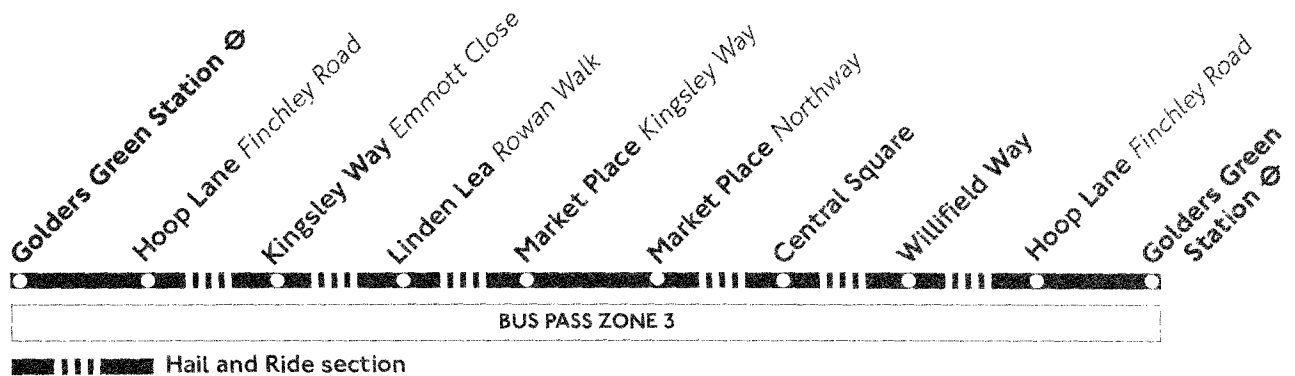 Golders Green Station
Hoop Lane Finchley Road
Kingsley Way Emmott Close
Linden Lea Rowan Walk
Market Place Kingsley Way
Market Place Northway
Central Square
Willifield Way
Hoop Lane Finchley Road
Golders Green
Station
BUS PASS ZONE 3
Hail and Ride section